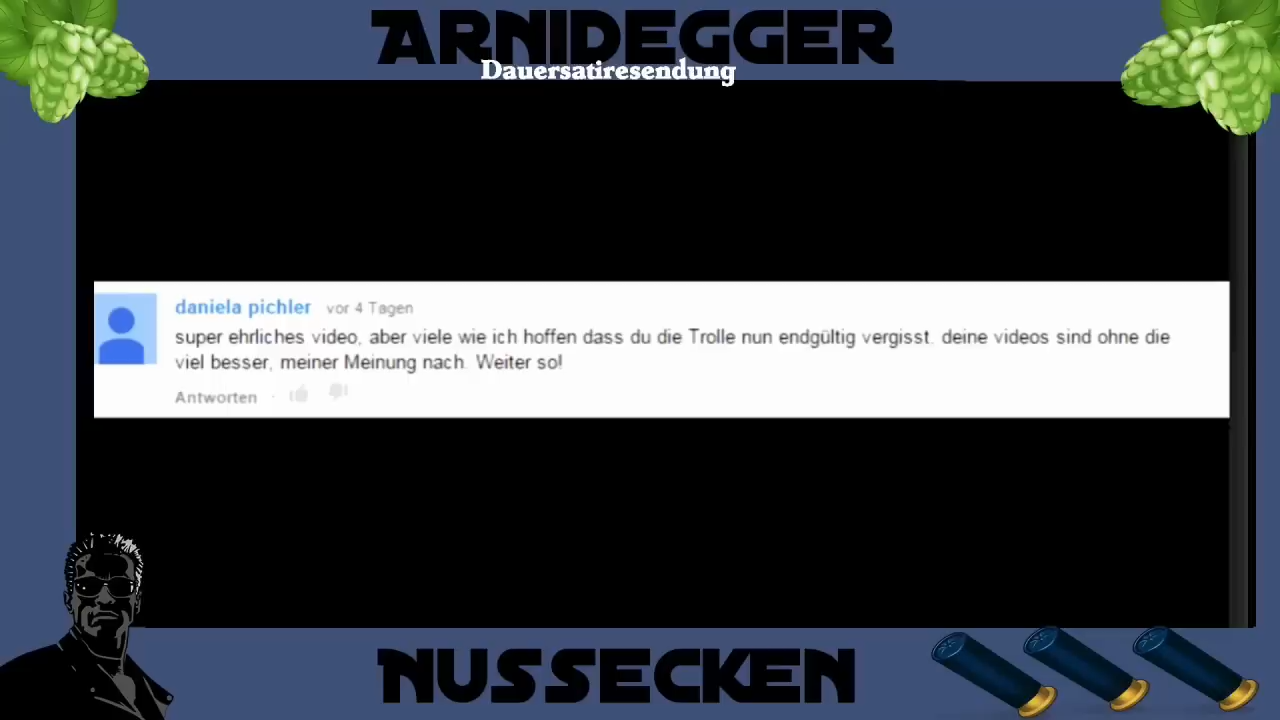 ARNIDEGGER
Dauersatiresendung
daniela pichler vor 4 Tagen
super ehrliches video, aber viele wie ich hoffen dass du die Trolle nun endgültig vergisst. deine videos sind ohne die
viel besser, meiner Meinung nach. Weiter so!
Antworten ·
NUSSECKEN